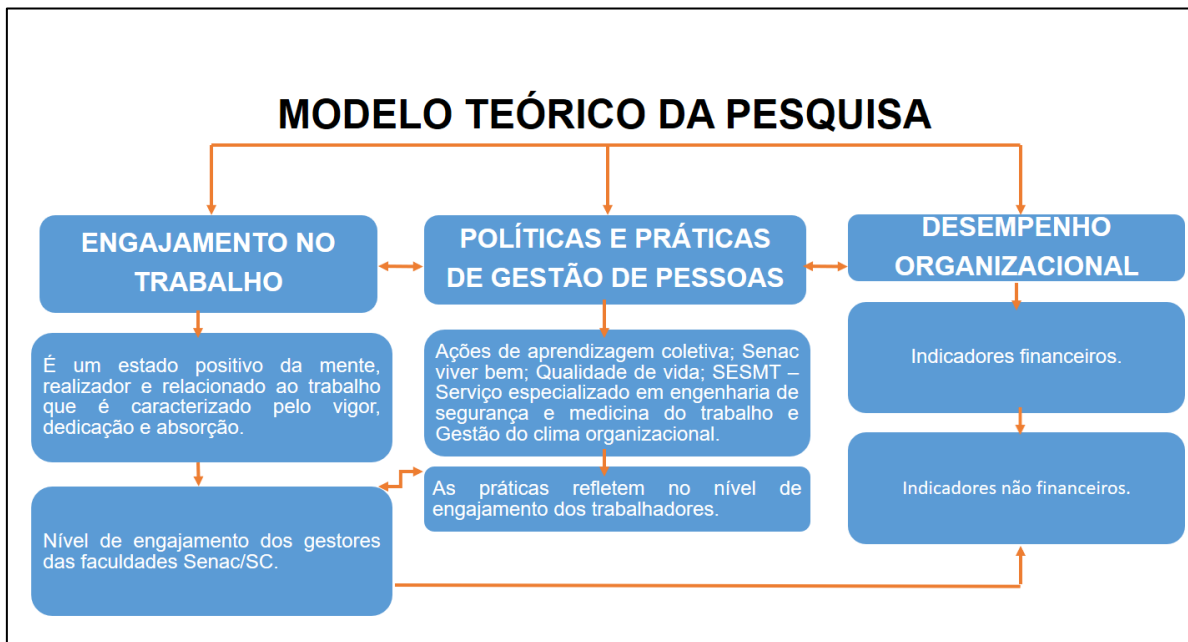 MODELO TEÓRICO DA PESQUISA
ENGAJAMENTO NO
TRABALHO
É um estado positivo da mente,
realizador e relacionado ao trabalho
que é caracterizado pelo vigor,
dedicação e absorção.
Nível de engajamento dos gestores
das faculdades Senac/SC.
POLÍTICAS E PRÁTICAS
DE GESTÃO DE PESSOAS
Ações de aprendizagem coletiva; Senac
viver bem; Qualidade de vida; SESMT –
Serviço especializado em engenharia de
segurança e medicina do trabalho e
Gestão do clima organizacional.
As práticas refletem no nível de
engajamento dos trabalhadores.
DESEMPENHO
ORGANIZACIONAL
Indicadores financeiros.
Indicadores não financeiros.